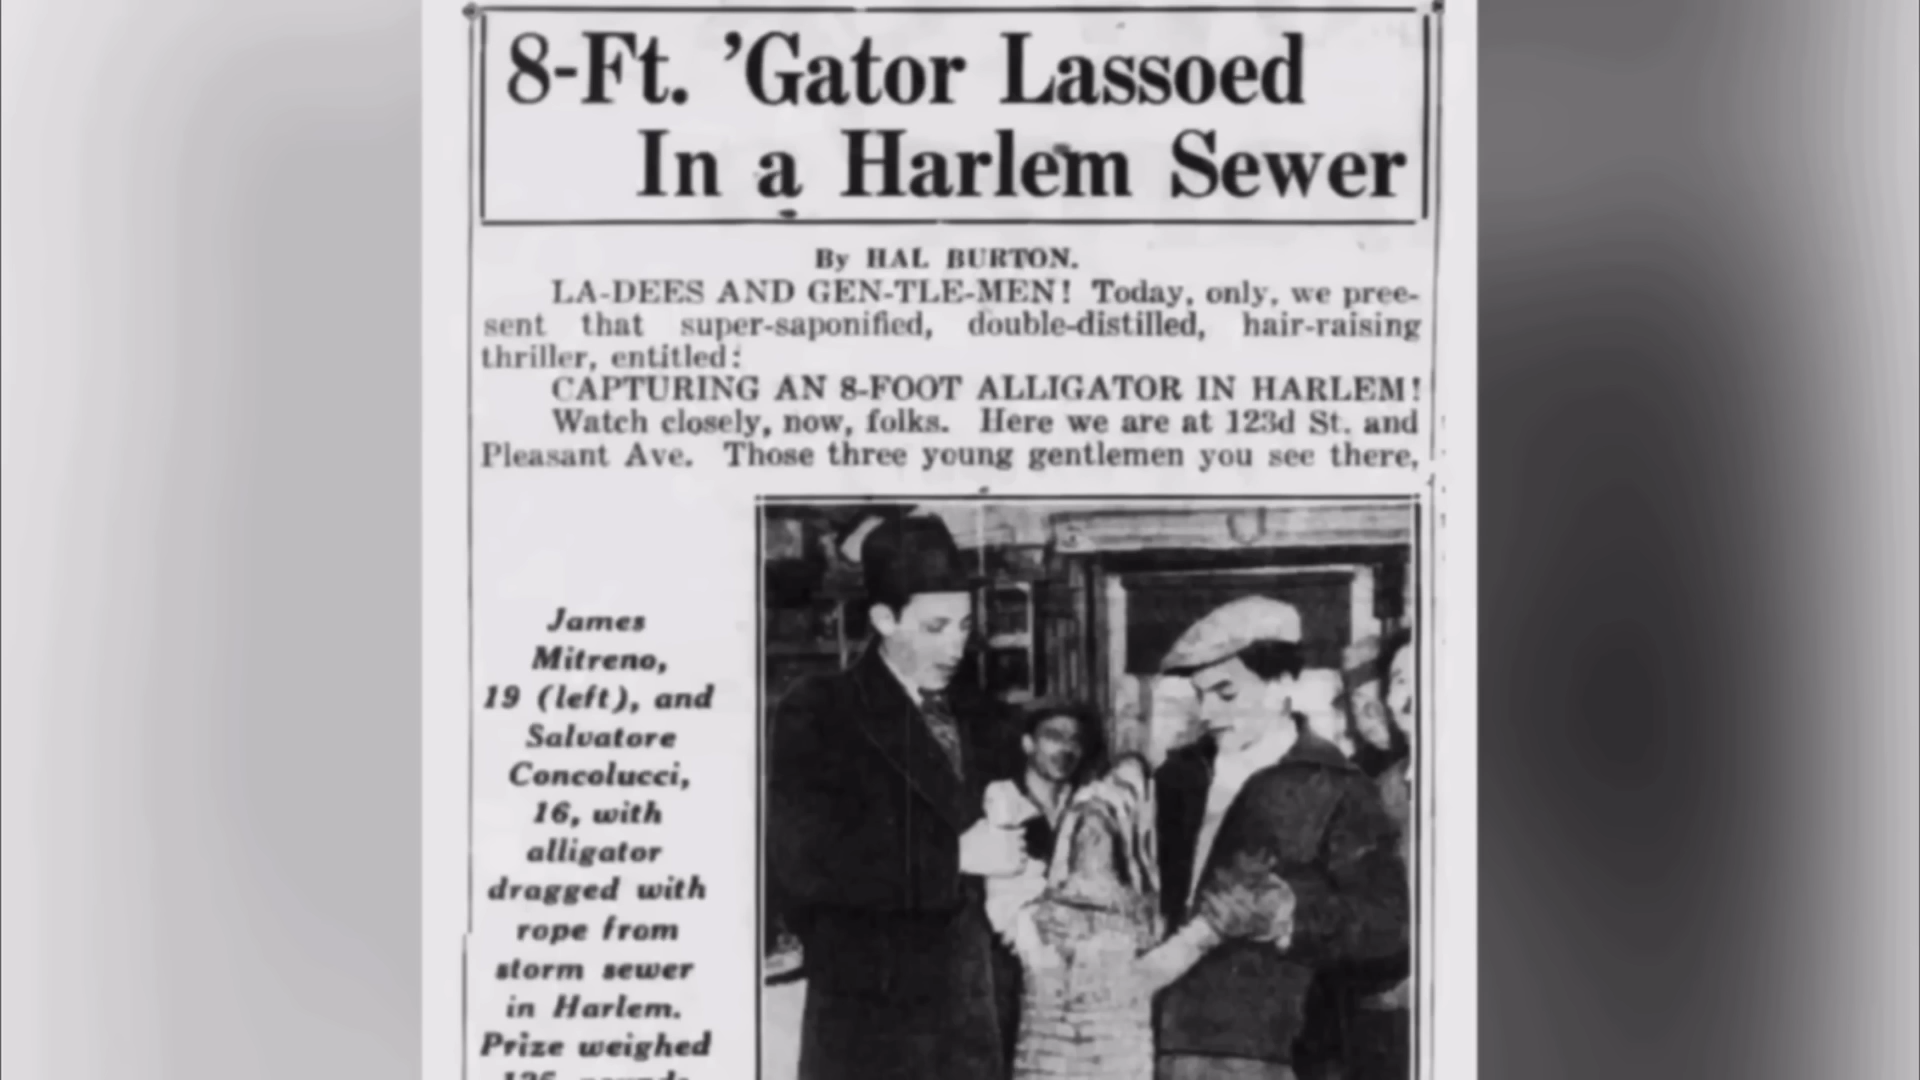 8-Ft. 'Gator Lassoed
In a Harlem Sewer
By HAL BURTON.
LA-DEES AND GEN-TLE-MEN! Today, only, we pree-
sent that super-saponified, double-distilled, hair-raising
thriller, entitled:
CAPTURING AN 8-FOOT ALLIGATOR IN HARLEM!
Watch closely, now, folks. Here we are at 123d St. and
Pleasant Ave. Those three young gentlemen you see there,
James
Mitreno,
19 (left), and
Salvatore
Concolucci,
16, with
alligator
dragged with
rope from
storm sewer
in Harlem.
Prize weighed